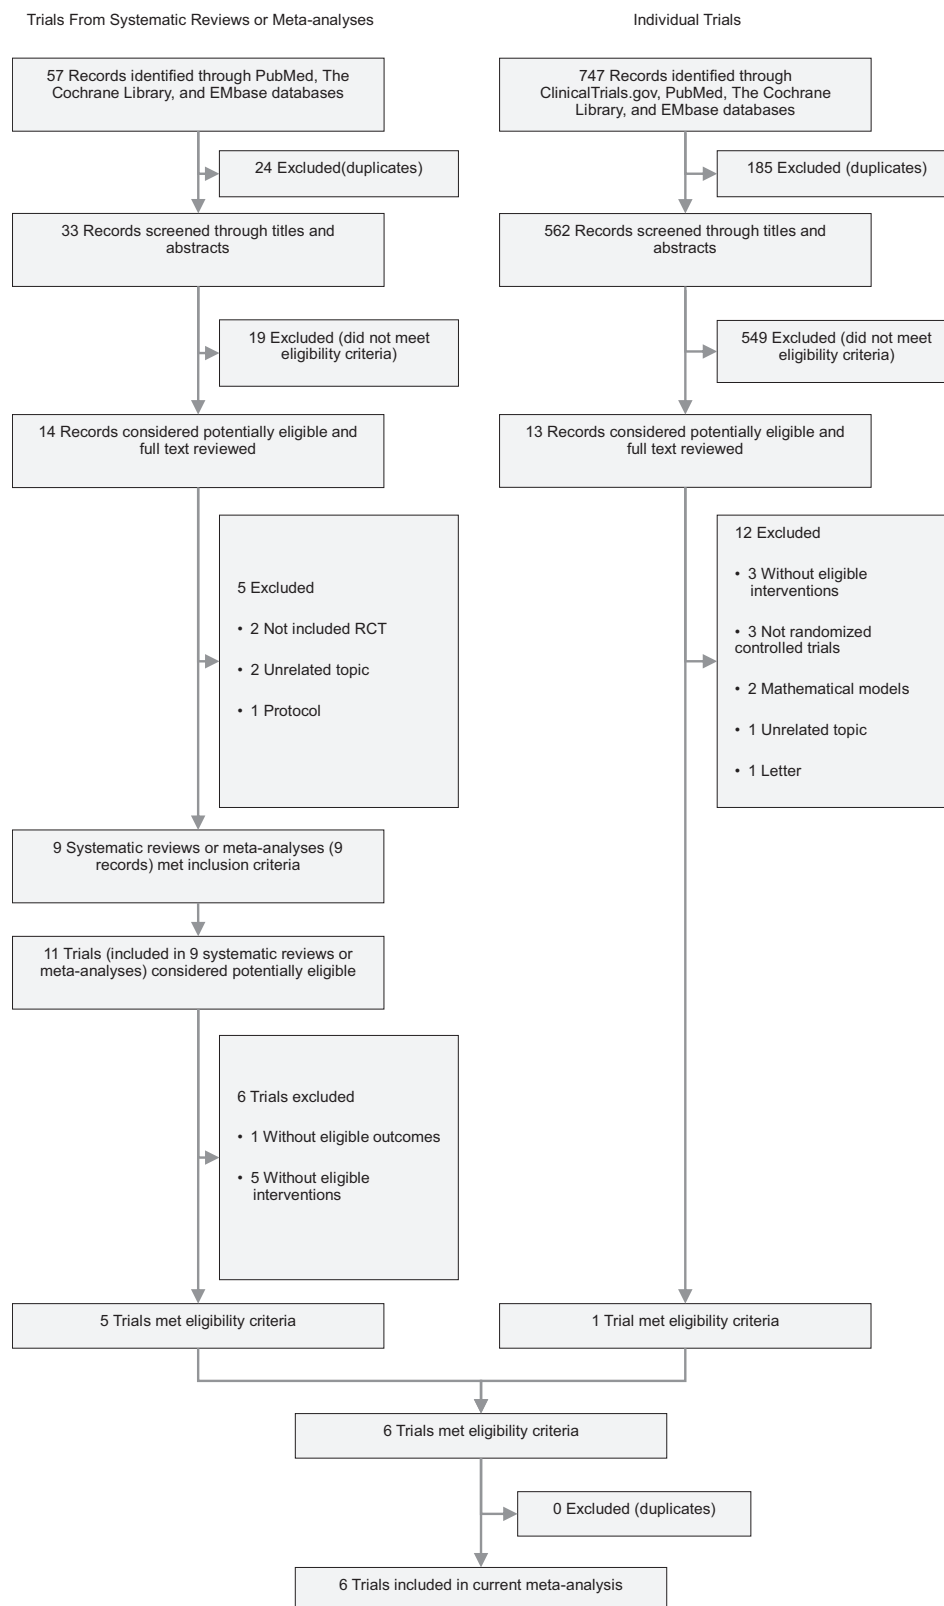 Trials From Systematic Reviews or Meta-analyses
Individual Trials
57 Records identified through PubMed, The
Cochrane Library, and EMbase databases
747 Records identified through
ClinicalTrials.gov, PubMed, The Cochrane
Library, and EMbase databases
24 Excluded(duplicates)
185 Excluded (duplicates)
33 Records screened through titles and
abstracts
562 Records screened through titles and
abstracts
19 Excluded (did not meet
eligibility criteria)
549 Excluded (did not meet
eligibility criteria)
14 Records considered potentially eligible and
full text reviewed
13 Records considered potentially eligible and
full text reviewed
5 Excluded
• 2 Not included RCT
• 2 Unrelated topic
• 1 Protocol
12 Excluded
• 3 Without eligible
interventions
• 3 Not randomized
controlled trials
• 2 Mathematical models
• 1 Unrelated topic
• 1 Letter
9 Systematic reviews or meta-analyses (9
records) met inclusion criteria
11 Trials (included in 9 systematic reviews or
meta-analyses) considered potentially eligible
6 Trials excluded
• 1 Without eligible outcomes
• 5 Without eligible
interventions
5 Trials met eligibility criteria
1 Trial met eligibility criteria
6 Trials met eligibility criteria
0 Excluded (duplicates)
6 Trials included in current meta-analysis